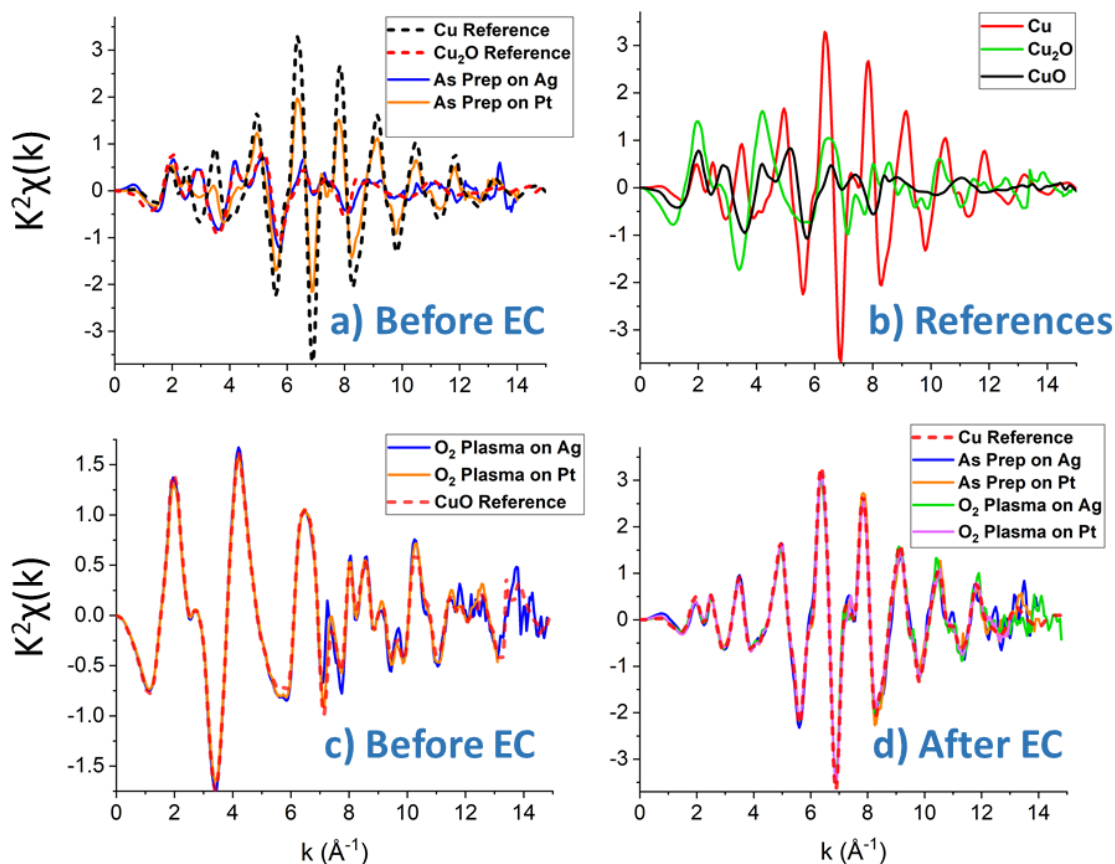 K²χ(k)
3
2
1
0
-1
-2
-3
0 2 4 6 8 10 12 14
Cu Reference
Cu₂O Reference
As Prep on Ag
As Prep on Pt
a) Before EC
3
2
1
0
-1
-2
-3
0 2 4 6 8 10 12 14
Cu
Cu₂O
CuO
b) References
K²χ(k)
1.5
1.0
0.5
0.0
-0.5
-1.0
-1.5
0 2 4 6 8 10 12 14
k (Å⁻¹)
O₂ Plasma on Ag
O₂ Plasma on Pt
CuO Reference
c) Before EC
3
2
1
0
-1
-2
-3
0 2 4 6 8 10 12 14
k (Å⁻¹)
Cu Reference
As Prep on Ag
As Prep on Pt
O₂ Plasma on Ag
O₂ Plasma on Pt
d) After EC